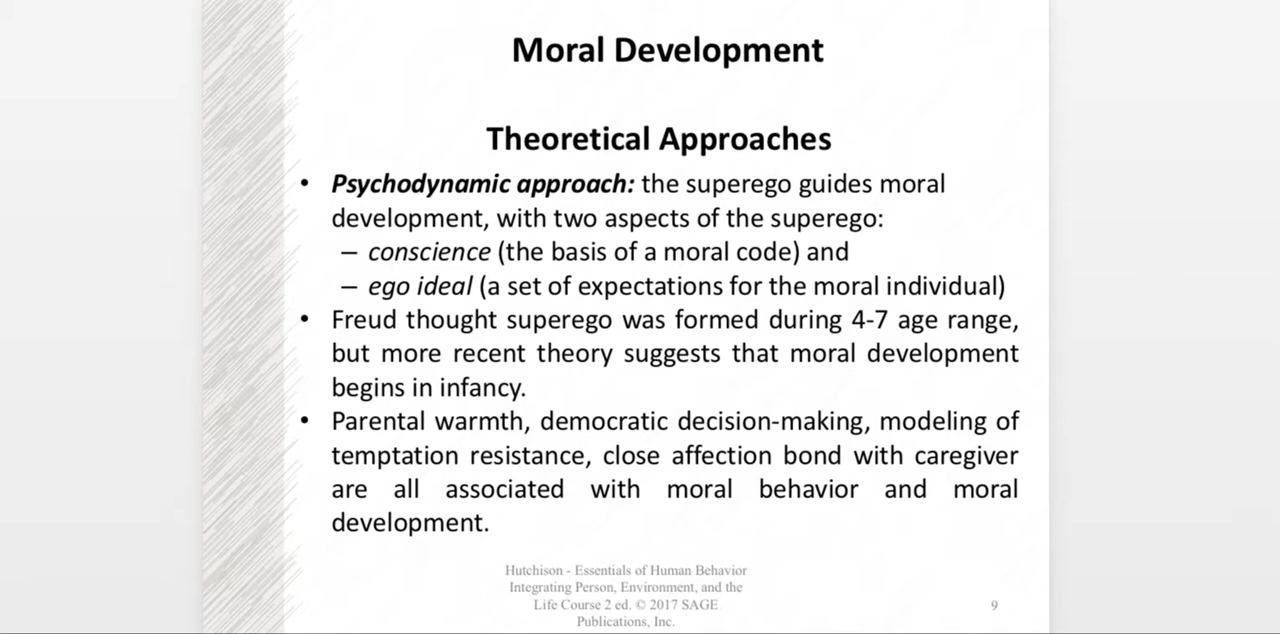 Moral Development
Theoretical Approaches
• Psychodynamic approach: the superego guides moral
development, with two aspects of the superego:
– conscience (the basis of a moral code) and
– ego ideal (a set of expectations for the moral individual)
• Freud thought superego was formed during 4-7 age range,
but more recent theory suggests that moral development
begins in infancy.
• Parental warmth, democratic decision-making, modeling of
temptation resistance, close affection bond with caregiver
are all associated with moral behavior and moral
development.
Hutchison - Essentials of Human Behavior
Integrating Person, Environment, and the
Life Course 2 ed. © 2017 SAGE
Publications, Inc.
9